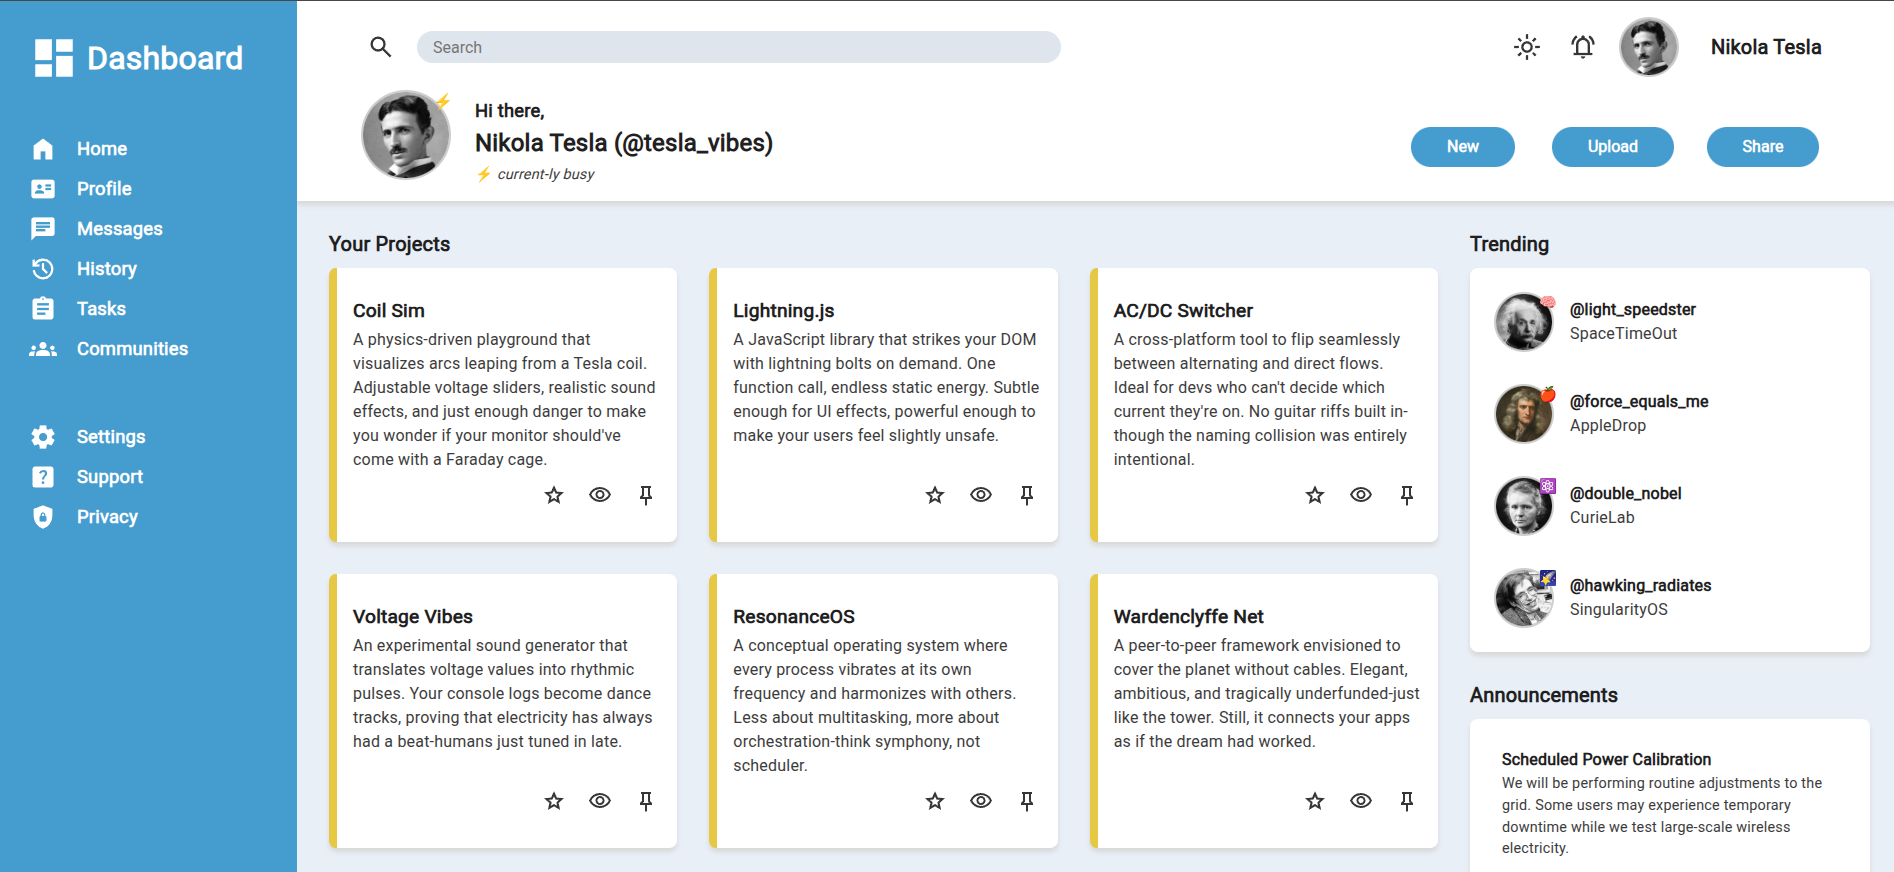 Dashboard
Home
Profile
Messages
History
Tasks
Communities
Settings
Support
Privacy
Search
Nikola Tesla
Hi there,
Nikola Tesla (@tesla_vibes)
⚡ current-ly busy
New
Upload
Share
Your Projects
Coil Sim
A physics-driven playground that
visualizes arcs leaping from a Tesla coil.
Adjustable voltage sliders, realistic sound
effects, and just enough danger to make
you wonder if your monitor should've
come with a Faraday cage.
Lightning.js
A JavaScript library that strikes your DOM
with lightning bolts on demand. One
function call, endless static energy. Subtle
enough for UI effects, powerful enough to
make your users feel slightly unsafe.
AC/DC Switcher
A cross-platform tool to flip seamlessly
between alternating and direct flows.
Ideal for devs who can't decide which
current they're on. No guitar riffs built in-
though the naming collision was entirely
intentional.
Voltage Vibes
An experimental sound generator that
translates voltage values into rhythmic
pulses. Your console logs become dance
tracks, proving that electricity has always
had a beat-humans just tuned in late.
ResonanceOS
A conceptual operating system where
every process vibrates at its own
frequency and harmonizes with others.
Less about multitasking, more about
orchestration-think symphony, not
scheduler.
Wardenclyffe Net
A peer-to-peer framework envisioned to
cover the planet without cables. Elegant,
ambitious, and tragically underfunded-just
like the tower. Still, it connects your apps
as if the dream had worked.
Trending
@light_speedster
SpaceTimeOut
@force_equals_me
AppleDrop
@double_nobel
CurieLab
@hawking_radiates
SingularityOS
Announcements
Scheduled Power Calibration
We will be performing routine adjustments to the
grid. Some users may experience temporary
downtime while we test large-scale wireless
electricity.